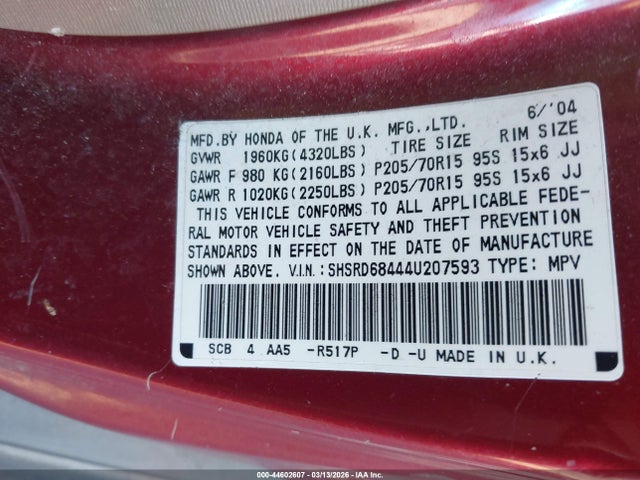 MFD.BY HONDA OF THE U.K. MFG.,LTD. 6/'04
GVWR 1960KG(4320LBS) TIRE SIZE RIM SIZE
GAWR F 980 KG(2160LBS) P205/70R15 95S 15x6 JJ
GAWR R 1020KG(2250LBS) P205/70R15 95S 15x6 JJ
THIS VEHICLE CONFORMS TO ALL APPLICABLE FEDE-
RAL MOTOR VEHICLE SAFETY AND THEFT PREVENTION
STANDARDS IN EFFECT ON THE DATE OF MANUFACTURE
SHOWN ABOVE. V.I.N.: SHSRD68444U207593 TYPE: MPV
SCB 4 AA5 -R517P -D -U MADE IN U.K.
000-44602607 - 03/13/2026 - IAA Inc.